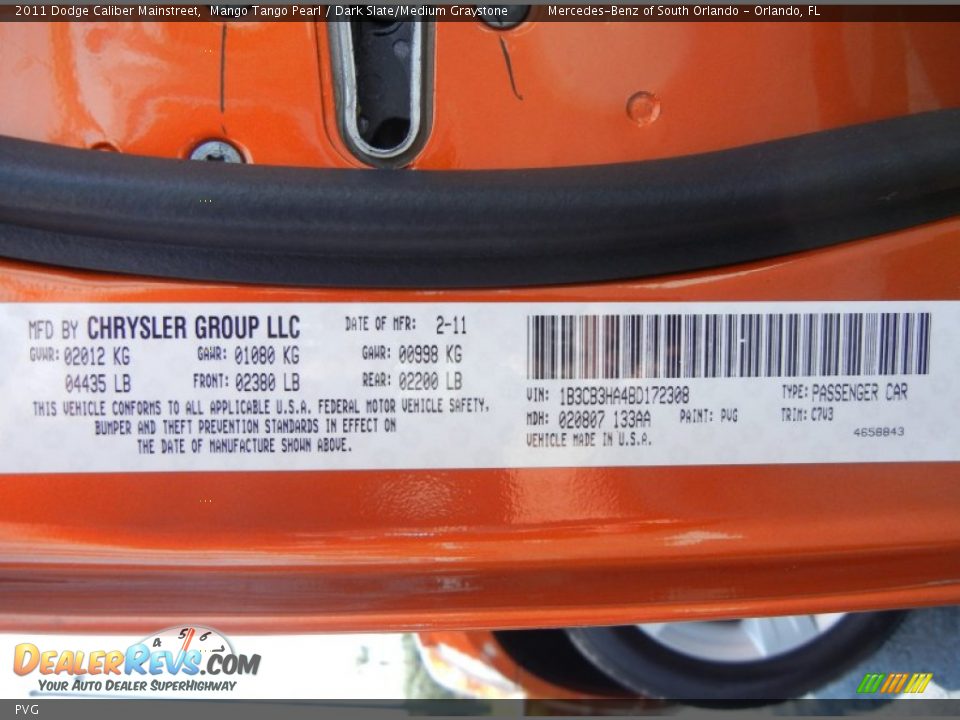 2011 Dodge Caliber Mainstreet, Mango Tango Pearl / Dark Slate/Medium Graystone Mercedes-Benz of South Orlando - Orlando, FL
MFD BY CHRYSLER GROUP LLC DATE OF MFR: 2-11
GVWR: 02012 KG GAWR: 01080 KG GAWR: 00998 KG
04435 LB FRONT: 02380 LB REAR: 02200 LB
THIS VEHICLE CONFORMS TO ALL APPLICABLE U.S.A. FEDERAL MOTOR VEHICLE SAFETY,
BUMPER AND THEFT PREVENTION STANDARDS IN EFFECT ON
THE DATE OF MANUFACTURE SHOWN ABOVE.
VIN: 1B3CB3HA4BD172308 TYPE: PASSENGER CAR
MDH: 020807 133AA PAINT: PVG TRIM: C7V3
VEHICLE MADE IN U.S.A. 4658843
4 5 6
DEALERREVS.COM
YOUR AUTO DEALER SUPERHIGHWAY
PVG